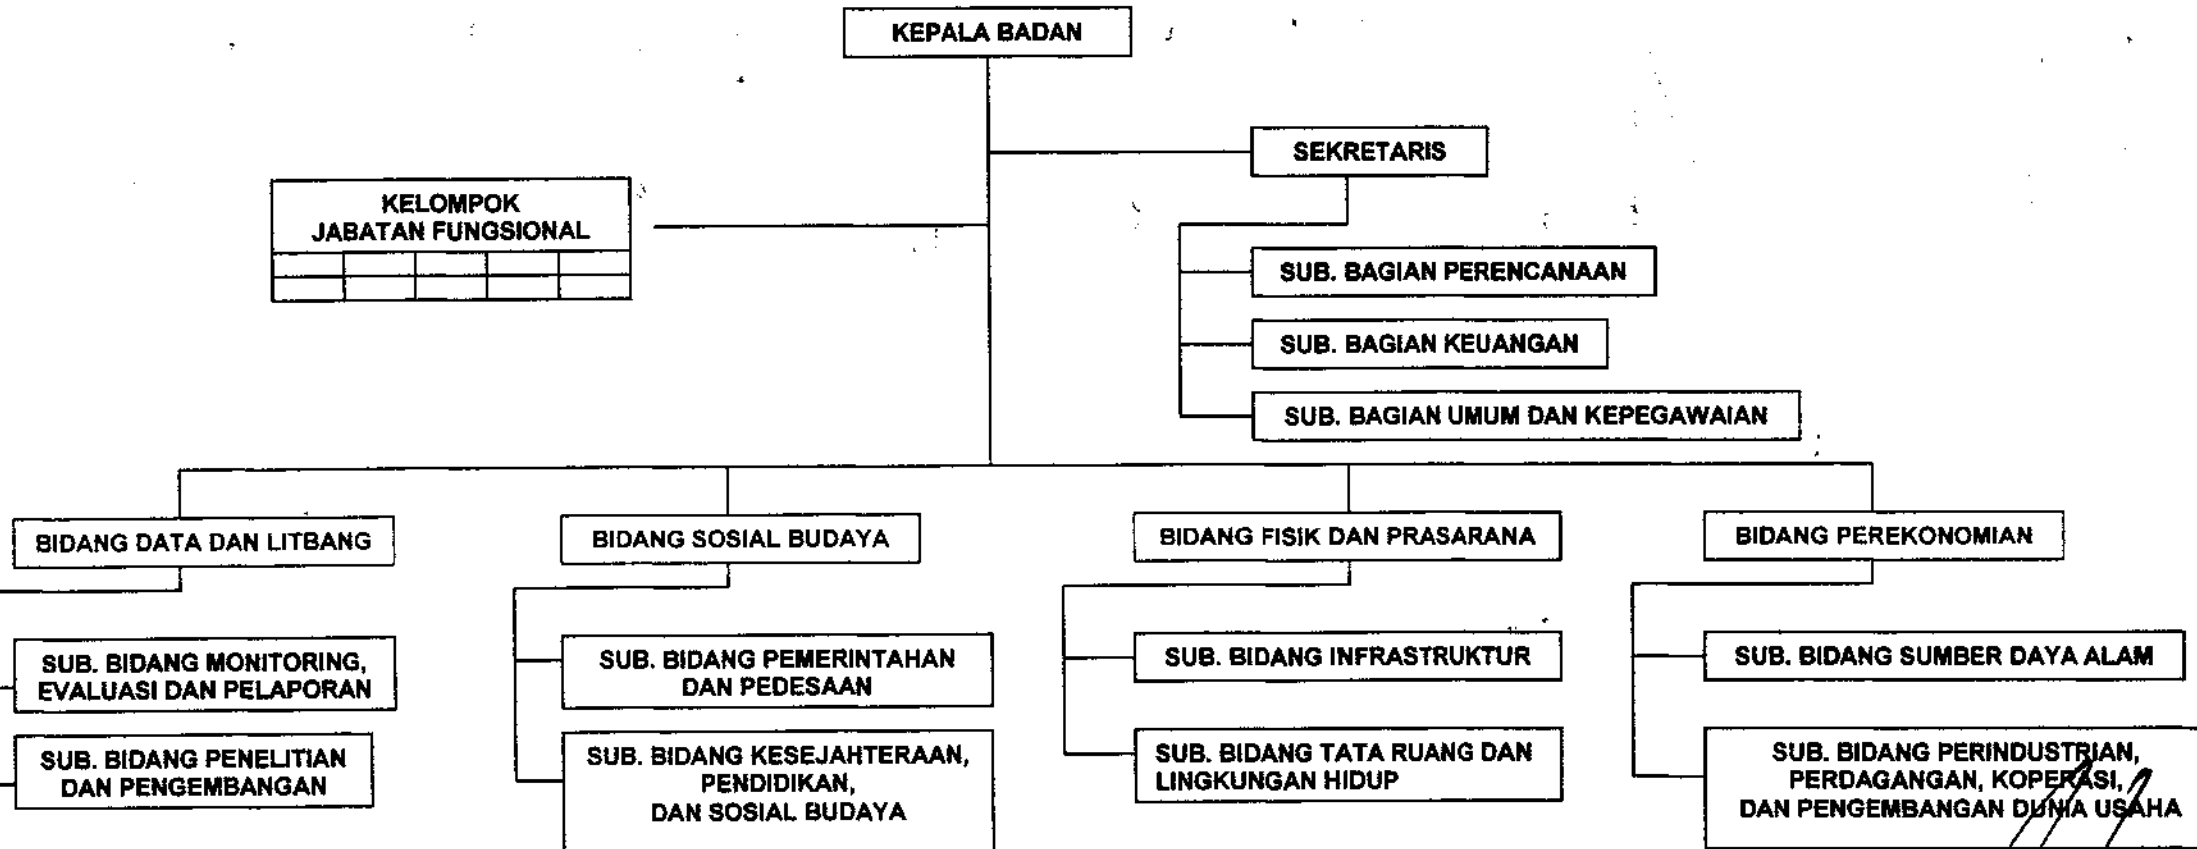 KEPALA BADAN
SEKRETARIS
KELOMPOK
JABATAN FUNGSIONAL
SUB. BAGIAN PERENCANAAN
SUB. BAGIAN KEUANGAN
SUB. BAGIAN UMUM DAN KEPEGAWAIAN
BIDANG DATA DAN LITBANG
BIDANG SOSIAL BUDAYA
BIDANG FISIK DAN PRASARANA
BIDANG PEREKONOMIAN
SUB. BIDANG MONITORING,
EVALUASI DAN PELAPORAN
SUB. BIDANG PEMERINTAHAN
DAN PEDESAAN
SUB. BIDANG INFRASTRUKTUR
SUB. BIDANG SUMBER DAYA ALAM
SUB. BIDANG PENELITIAN
DAN PENGEMBANGAN
SUB. BIDANG KESEJAHTERAAN,
PENDIDIKAN,
DAN SOSIAL BUDAYA
SUB. BIDANG TATA RUANG DAN
LINGKUNGAN HIDUP
SUB. BIDANG PERINDUSTRIAN,
PERDAGANGAN, KOPERASI,
DAN PENGEMBANGAN DUNIA USAHA